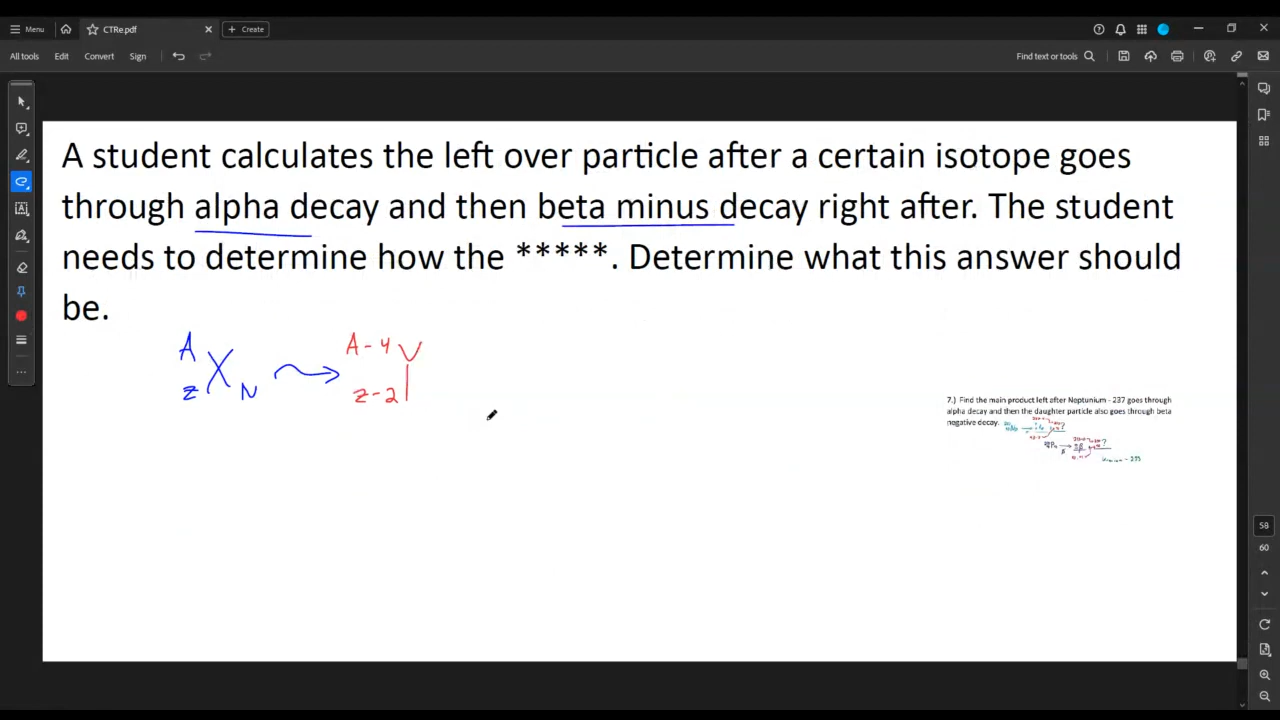 Menu CTRe.pdf Create
All tools Edit Convert Sign Find text or tools
A student calculates the left over particle after a certain isotope goes
through alpha decay and then beta minus decay right after. The student
needs to determine how the *****. Determine what this answer should
be.
A X Z N → A-4 Y Z-2
7.) Find the main product left after Neptunium - 237 goes through
alpha decay and then the daughter particle also goes through beta
negative decay.
Uranium - 233
58
60